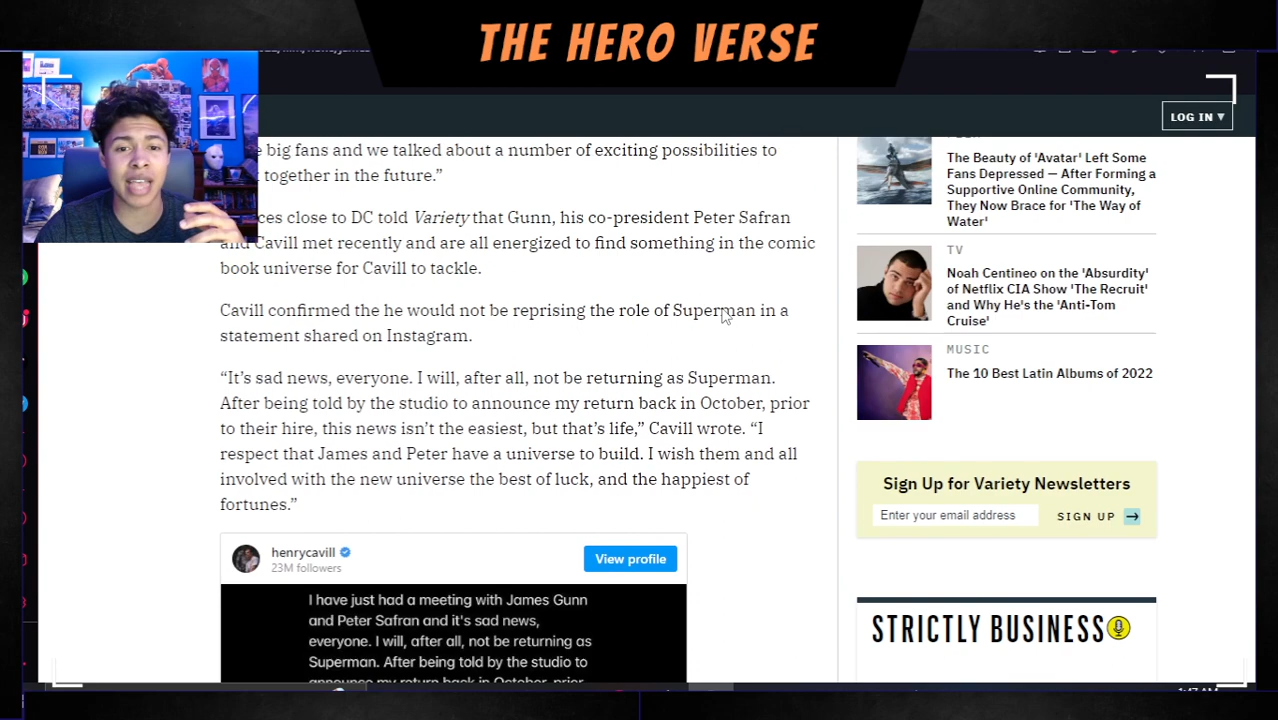 THE HERO VERSE
LOG IN ▼
big fans and we talked about a number of exciting possibilities to
together in the future.”
close to DC told Variety that Gunn, his co-president Peter Safran
and Cavill met recently and are all energized to find something in the comic
book universe for Cavill to tackle.
Cavill confirmed the he would not be reprising the role of Superman in a
statement shared on Instagram.
“It’s sad news, everyone. I will, after all, not be returning as Superman.
After being told by the studio to announce my return back in October, prior
to their hire, this news isn’t the easiest, but that’s life,” Cavill wrote. “I
respect that James and Peter have a universe to build. I wish them and all
involved with the new universe the best of luck, and the happiest of
fortunes.”
henrycavill
23M followers
View profile
I have just had a meeting with James Gunn
and Peter Safran and it's sad news,
everyone. I will, after all, not be returning as
Superman. After being told by the studio to
announce my return back in October, prior
The Beauty of 'Avatar' Left Some
Fans Depressed — After Forming a
Supportive Online Community,
They Now Brace for 'The Way of
Water'
TV
Noah Centineo on the 'Absurdity'
of Netflix CIA Show 'The Recruit'
and Why He's the 'Anti-Tom
Cruise'
MUSIC
The 10 Best Latin Albums of 2022
Sign Up for Variety Newsletters
Enter your email address
SIGN UP →
STRICTLY BUSINESS